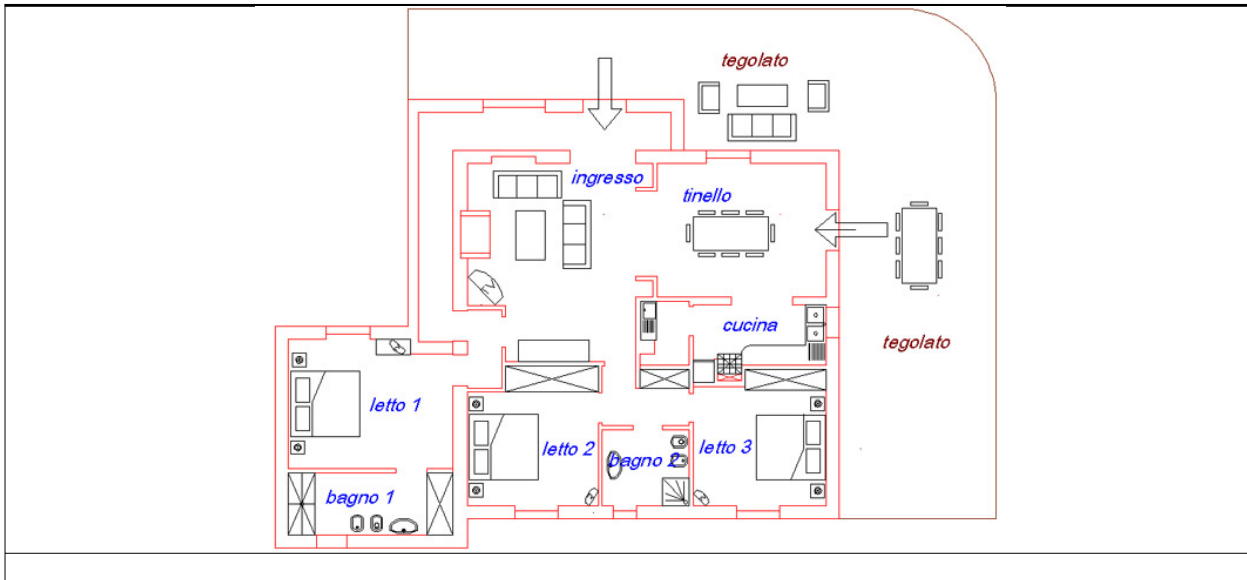 tegolato
ingresso
tinello
cucina
tegolato
letto 1
letto 2
bagno 2
letto 3
bagno 1